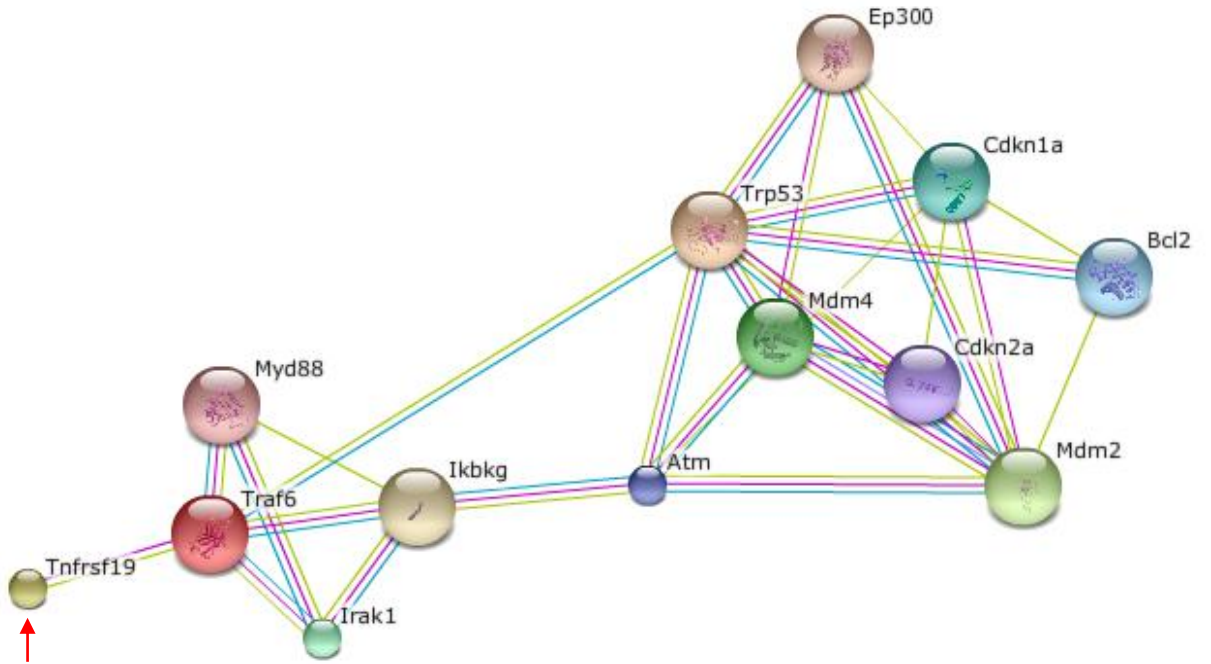 Ep300
Cdkn1a
Trp53
Bcl2
Mdm4
Cdkn2a
Myd88
Mdm2
Ikbkg
Atm
Traf6
Tnfrsf19
Irak1